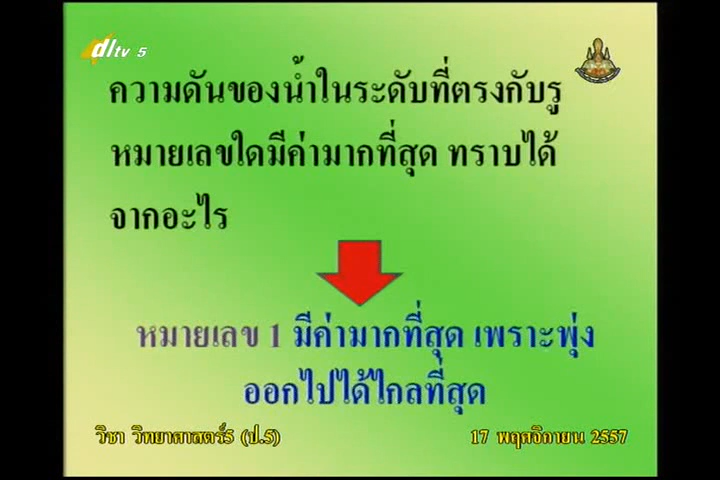 dltv 5
ความดันของน้ำในระดับที่ตรงกับรู
หมายเลขใดมีค่ามากที่สุด ทราบได้
จากอะไร
หมายเลข 1 มีค่ามากที่สุด เพราะพุ่ง
ออกไปได้ไกลที่สุด
วิชา วิทยาศาสตร์5 (ป.5)
17 พฤศจิกายน 2557